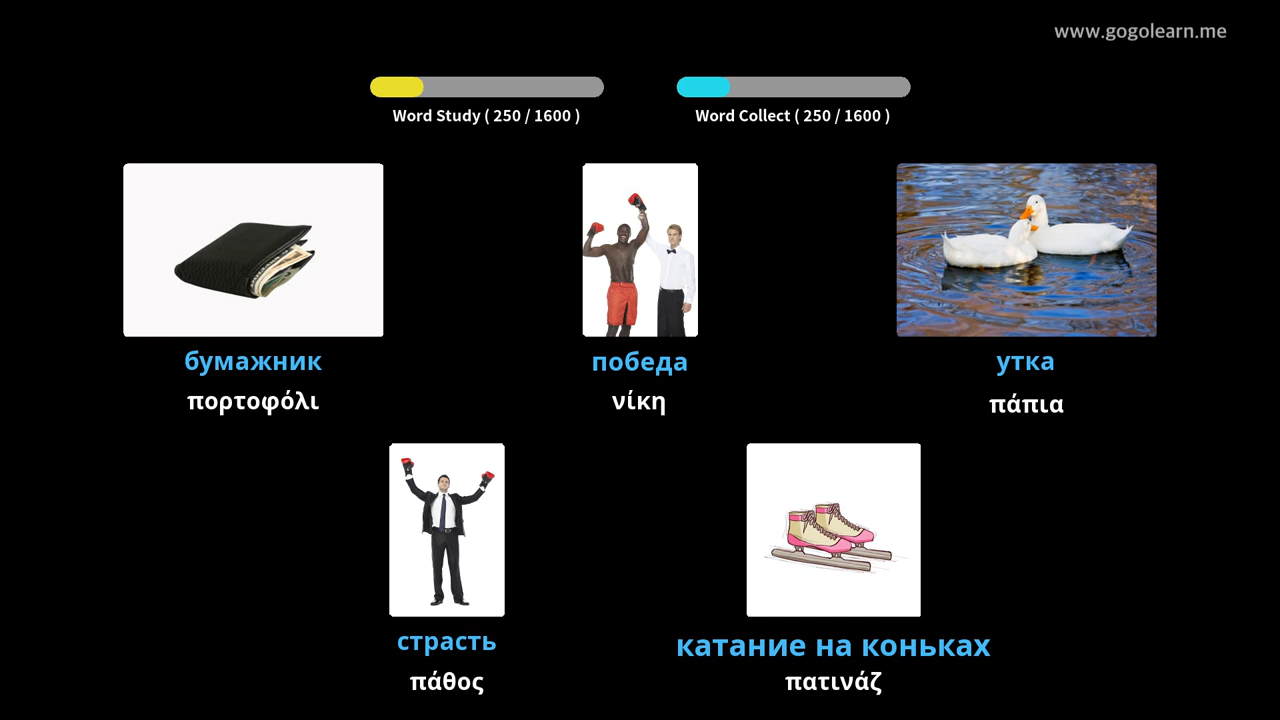 www.gogolearn.me
Word Study ( 250 / 1600 )
Word Collect ( 250 / 1600 )
бумажник
πορτοφόλι
победа
νίκη
утка
πάπια
страсть
πάθος
катание на коньках
πατινάζ